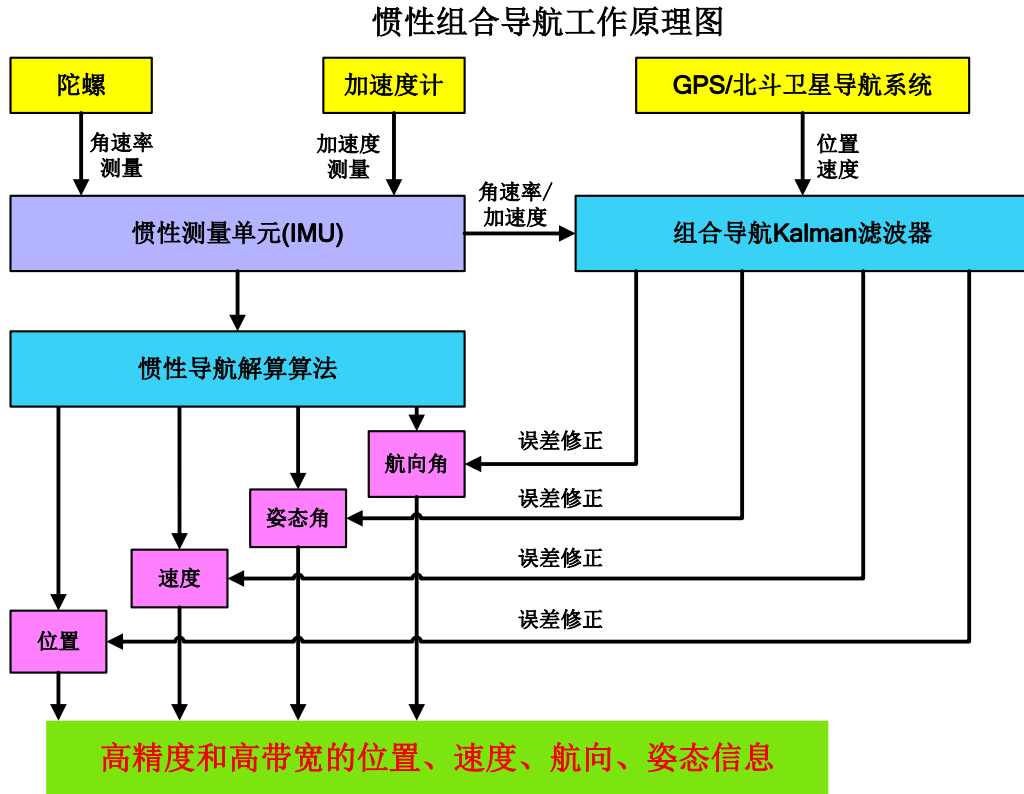 惯性组合导航工作原理图
陀螺
加速度计
GPS/北斗卫星导航系统
角速率
测量
加速度
测量
位置
速度
角速率/
加速度
惯性测量单元(IMU)
组合导航Kalman滤波器
惯性导航解算算法
误差修正
航向角
误差修正
姿态角
误差修正
速度
误差修正
位置
高精度和高带宽的位置、速度、航向、姿态信息